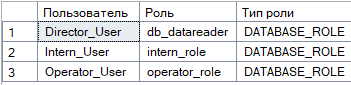 Пользователь Роль Тип роли
1 Director_User db_datareader DATABASE_ROLE
2 Intern_User intern_role DATABASE_ROLE
3 Operator_User operator_role DATABASE_ROLE